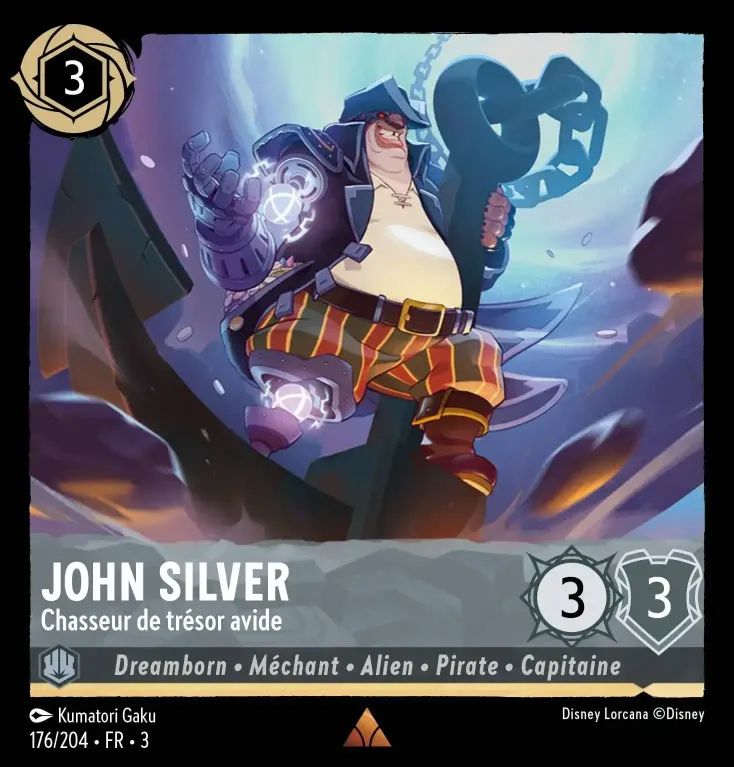 3
JOHN SILVER
Chasseur de trésor avide
3
3
Dreamborn • Méchant • Alien • Pirate • Capitaine
Kumatori Gaku
Disney Lorcana ©Disney
176/204 • FR • 3